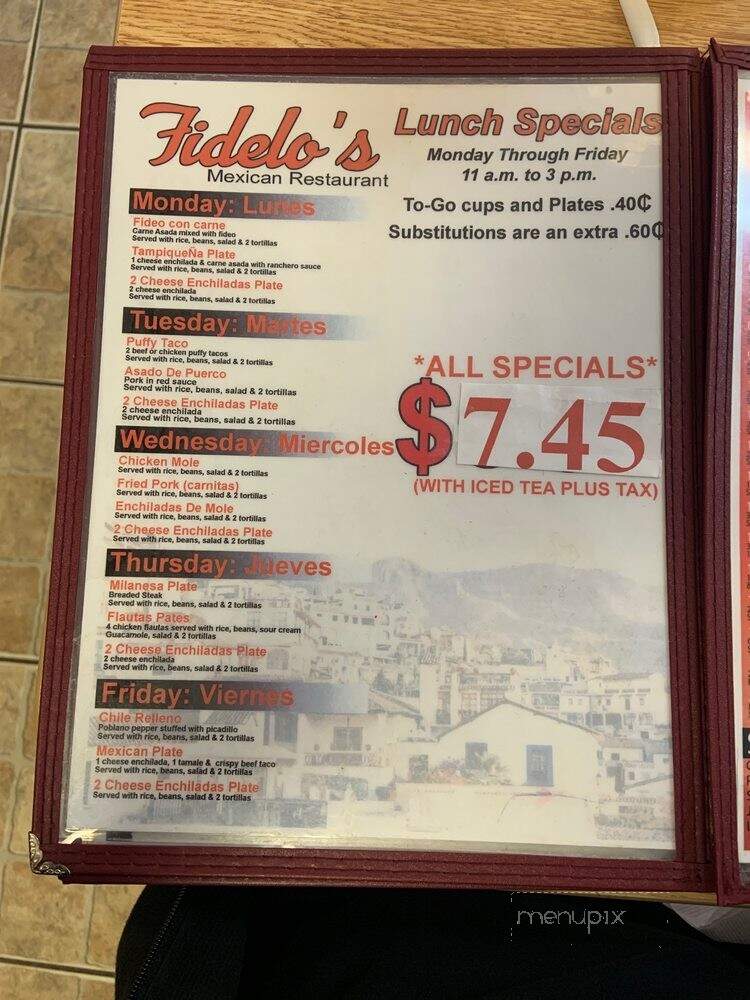 Fidelo's
Mexican Restaurant
Lunch Specials
Monday Through Friday
11 a.m. to 3 p.m.
To-Go cups and Plates .40₵
Substitutions are an extra .60₵
Monday: Lunes
Fideo con carne
Carne Asada mixed with fideo
Served with rice, beans, salad & 2 tortillas
TampiqueÑa Plate
1 cheese enchilada & carne asada with ranchero sauce
Served with rice, beans, salad & 2 tortillas
2 Cheese Enchiladas Plate
2 cheese enchilada
Served with rice, beans, salad & 2 tortillas
Tuesday: Martes
Puffy Taco
2 beef or chicken puffy tacos
Served with rice, beans, salad & 2 tortillas
Asado De Puerco
Pork in red sauce
Served with rice, beans, salad & 2 tortillas
2 Cheese Enchiladas Plate
2 cheese enchilada
Served with rice, beans, salad & 2 tortillas
Wednesday: Miercoles
Chicken Mole
Served with rice, beans, salad & 2 tortillas
Fried Pork (carnitas)
Served with rice, beans, salad & 2 tortillas
Enchiladas De Mole
Served with rice, beans, salad & 2 tortillas
2 Cheese Enchiladas Plate
Served with rice, beans, salad & 2 tortillas
Thursday: Jueves
Milanesa Plate
Breaded Steak
Served with rice, beans, salad & 2 tortillas
Flautas Pates
4 chicken flautas served with rice, beans, sour cream
Guacamole, salad & 2 tortillas
2 Cheese Enchiladas Plate
2 cheese enchilada
Served with rice, beans, salad & 2 tortillas
Friday: Viernes
Chile Relleno
Poblano pepper stuffed with picadillo
Served with rice, beans, salad & 2 tortillas
Mexican Plate
1 cheese enchilada, 1 tamale & crispy beef taco
Served with rice, beans, salad & 2 tortillas
2 Cheese Enchiladas Plate
Served with rice, beans, salad & 2 tortillas
*ALL SPECIALS*
$7.45
(WITH ICED TEA PLUS TAX)
menupix